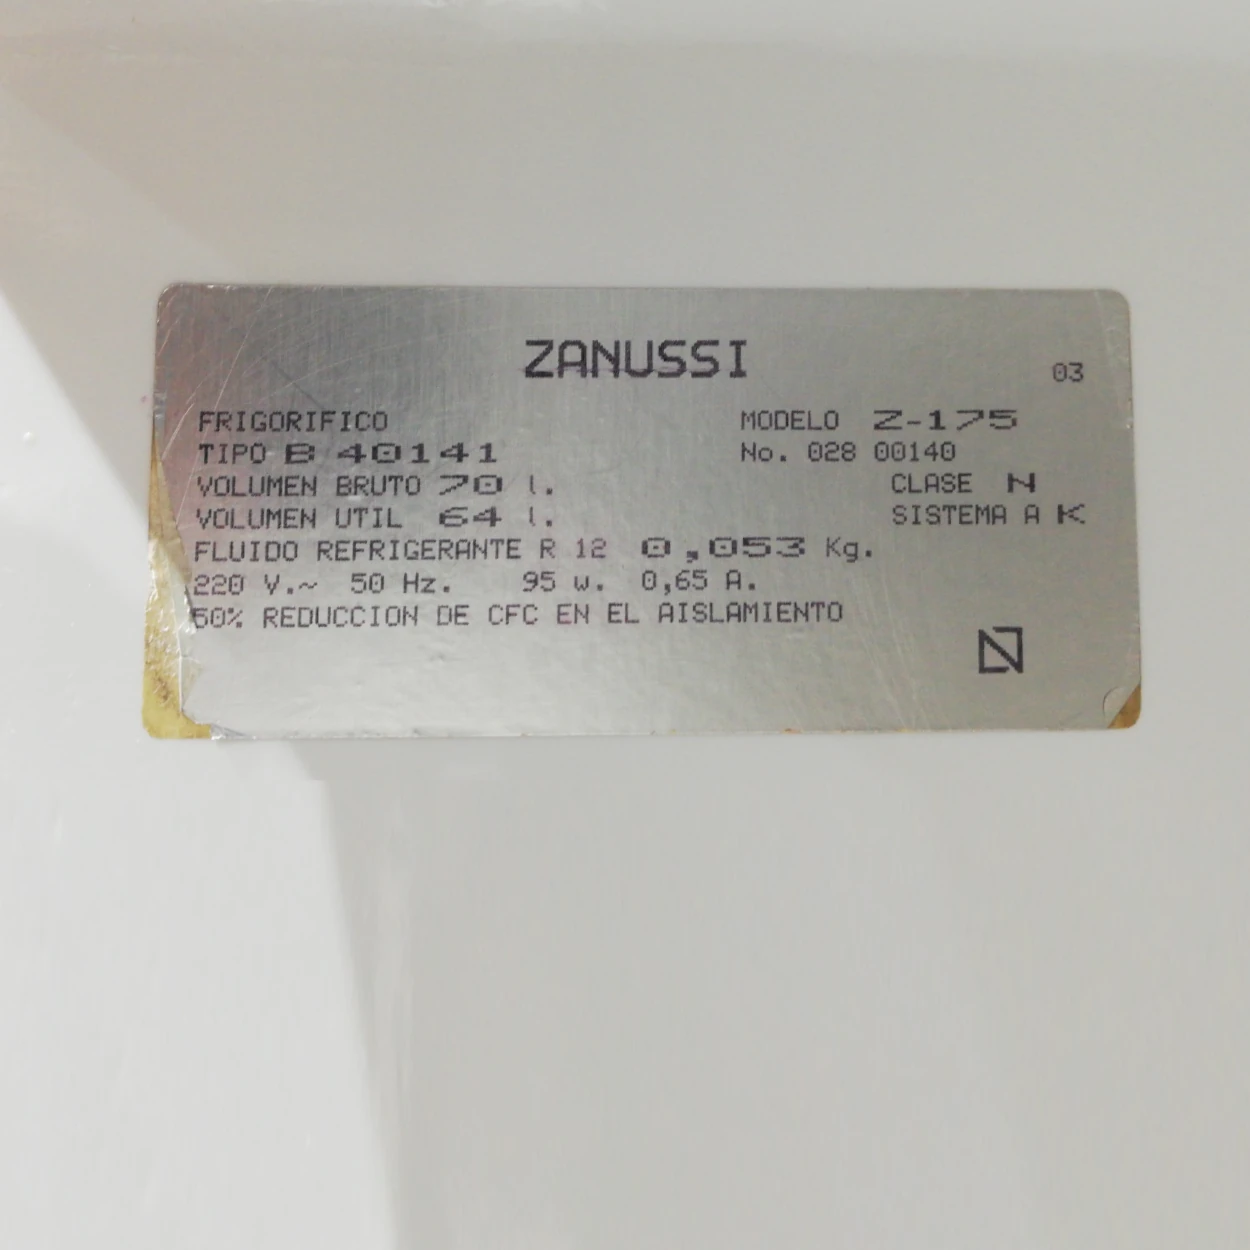 ZANUSSI
03
FRIGORIFICO MODELO Z-175
TIPO B 40141 No. 028 00140
VOLUMEN BRUTO 70 l. CLASE N
VOLUMEN UTIL 64 l. SISTEMA A K
FLUIDO REFRIGERANTE R 12 0,053 Kg.
220 V.~ 50 Hz. 95 w. 0,65 A.
50% REDUCCION DE CFC EN EL AISLAMIENTO
N